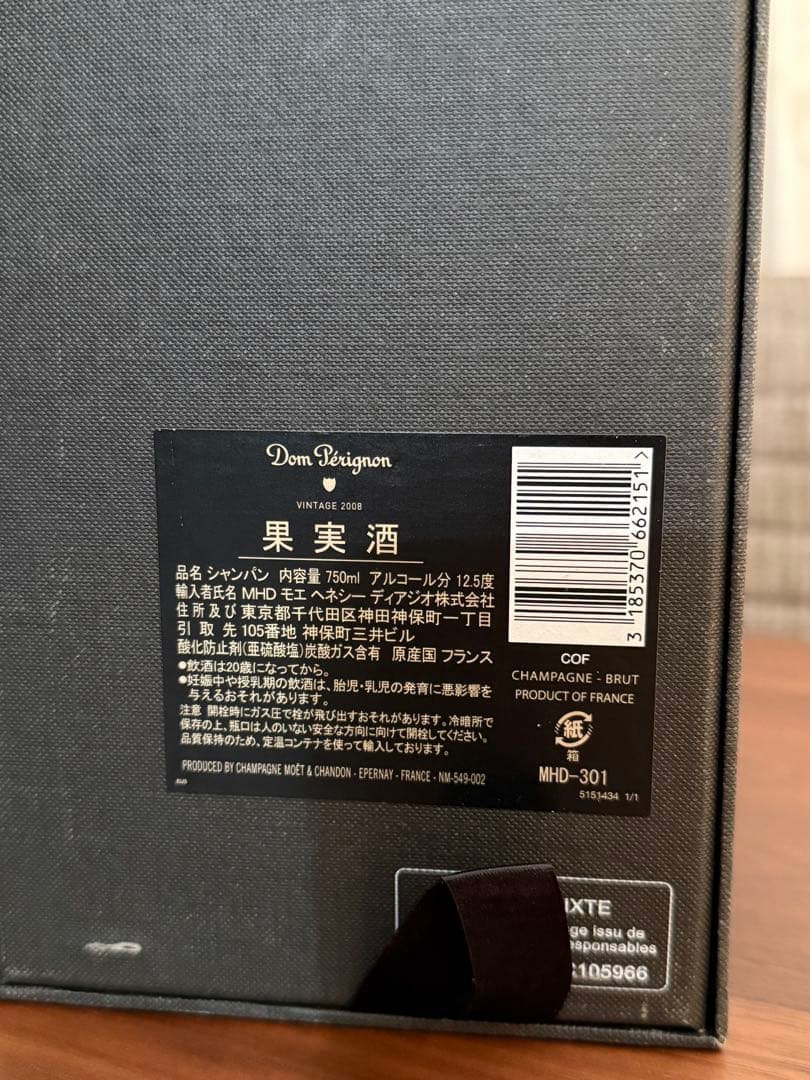 Dom Pérignon
VINTAGE 2008
果実酒
品名 シャンパン 内容量 750ml アルコール分 12.5度
輸入者氏名 MHD モエ ヘネシー ディアジオ株式会社
住所及び 東京都千代田区神田神保町一丁目
引取先 105番地 神保町三井ビル
酸化防止剤(亜硫酸塩)炭酸ガス含有 原産国 フランス
●飲酒は20歳になってから。
●妊娠中や授乳期の飲酒は、胎児・乳児の発育に悪影響を
与えるおそれがあります。
注意 開栓時にガス圧で栓が飛び出すおそれがあります。冷暗所で
保存の上、瓶口は人のいない安全な方向に向けて開栓してください。
品質保持のため、定温コンテナを使って輸入しております。
PRODUCED BY CHAMPAGNE MOËT & CHANDON - EPERNAY - FRANCE - NM-549-002
3 185370 662151 >
COF
CHAMPAGNE - BRUT
PRODUCT OF FRANCE
紙
箱
MHD-301
5151434 1/1
IXTE
ge issu de
esponsables
C105966